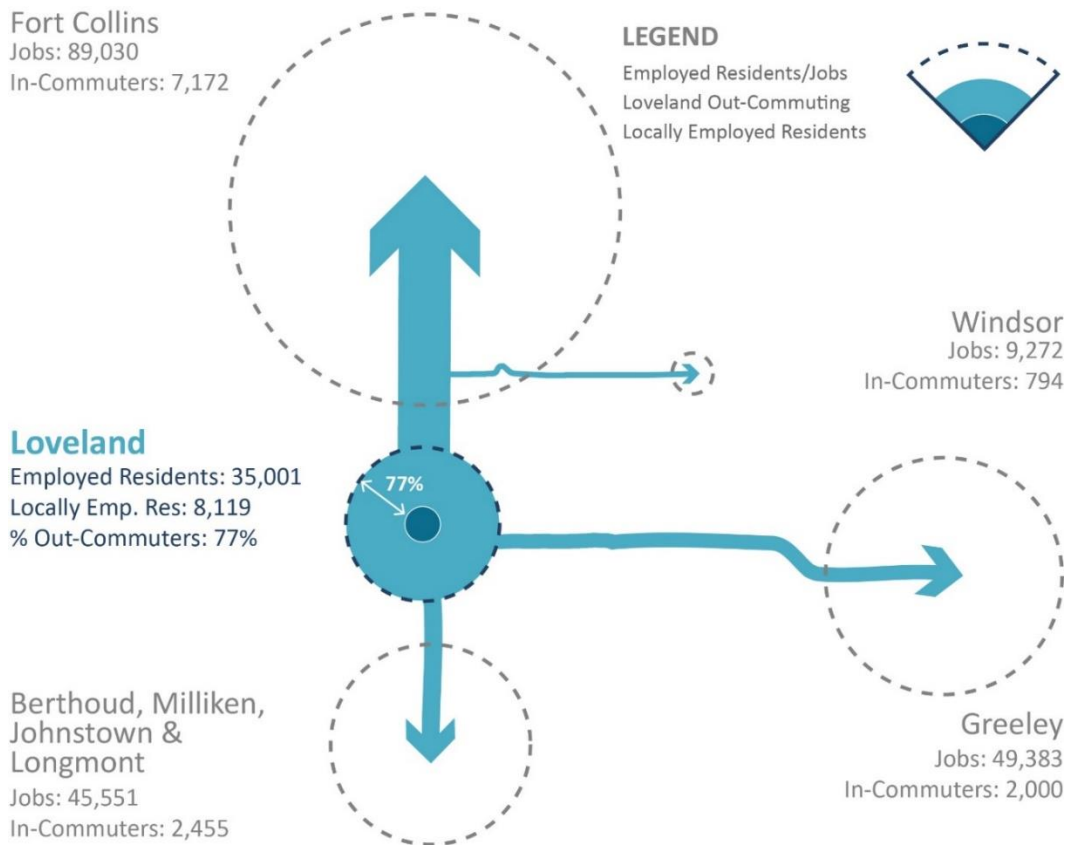 Fort Collins
Jobs: 89,030
In-Commuters: 7,172
LEGEND
Employed Residents/Jobs
Loveland Out-Commuting
Locally Employed Residents
Windsor
Jobs: 9,272
In-Commuters: 794
Loveland
Employed Residents: 35,001
Locally Emp. Res: 8,119
% Out-Commuters: 77%
77%
Berthoud, Milliken,
Johnstown &
Longmont
Jobs: 45,551
In-Commuters: 2,455
Greeley
Jobs: 49,383
In-Commuters: 2,000